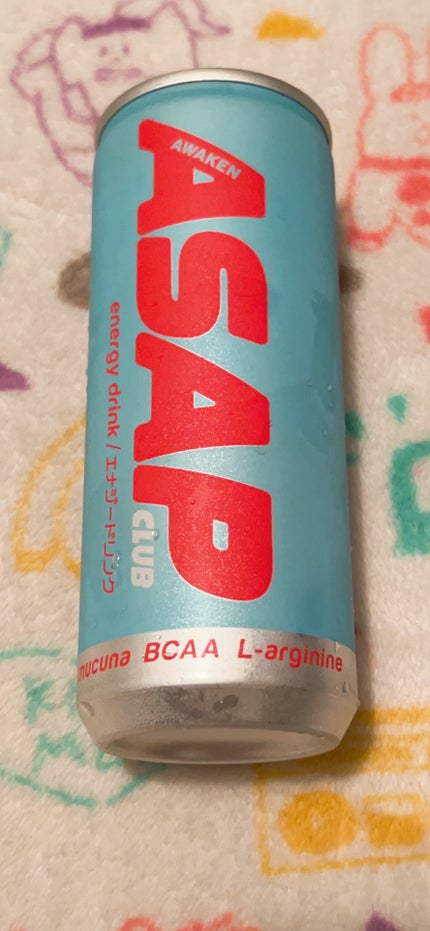 AWAKEN
ASAP
CLUB
energy drink / エナジードリンク
mucuna BCAA L-arginine